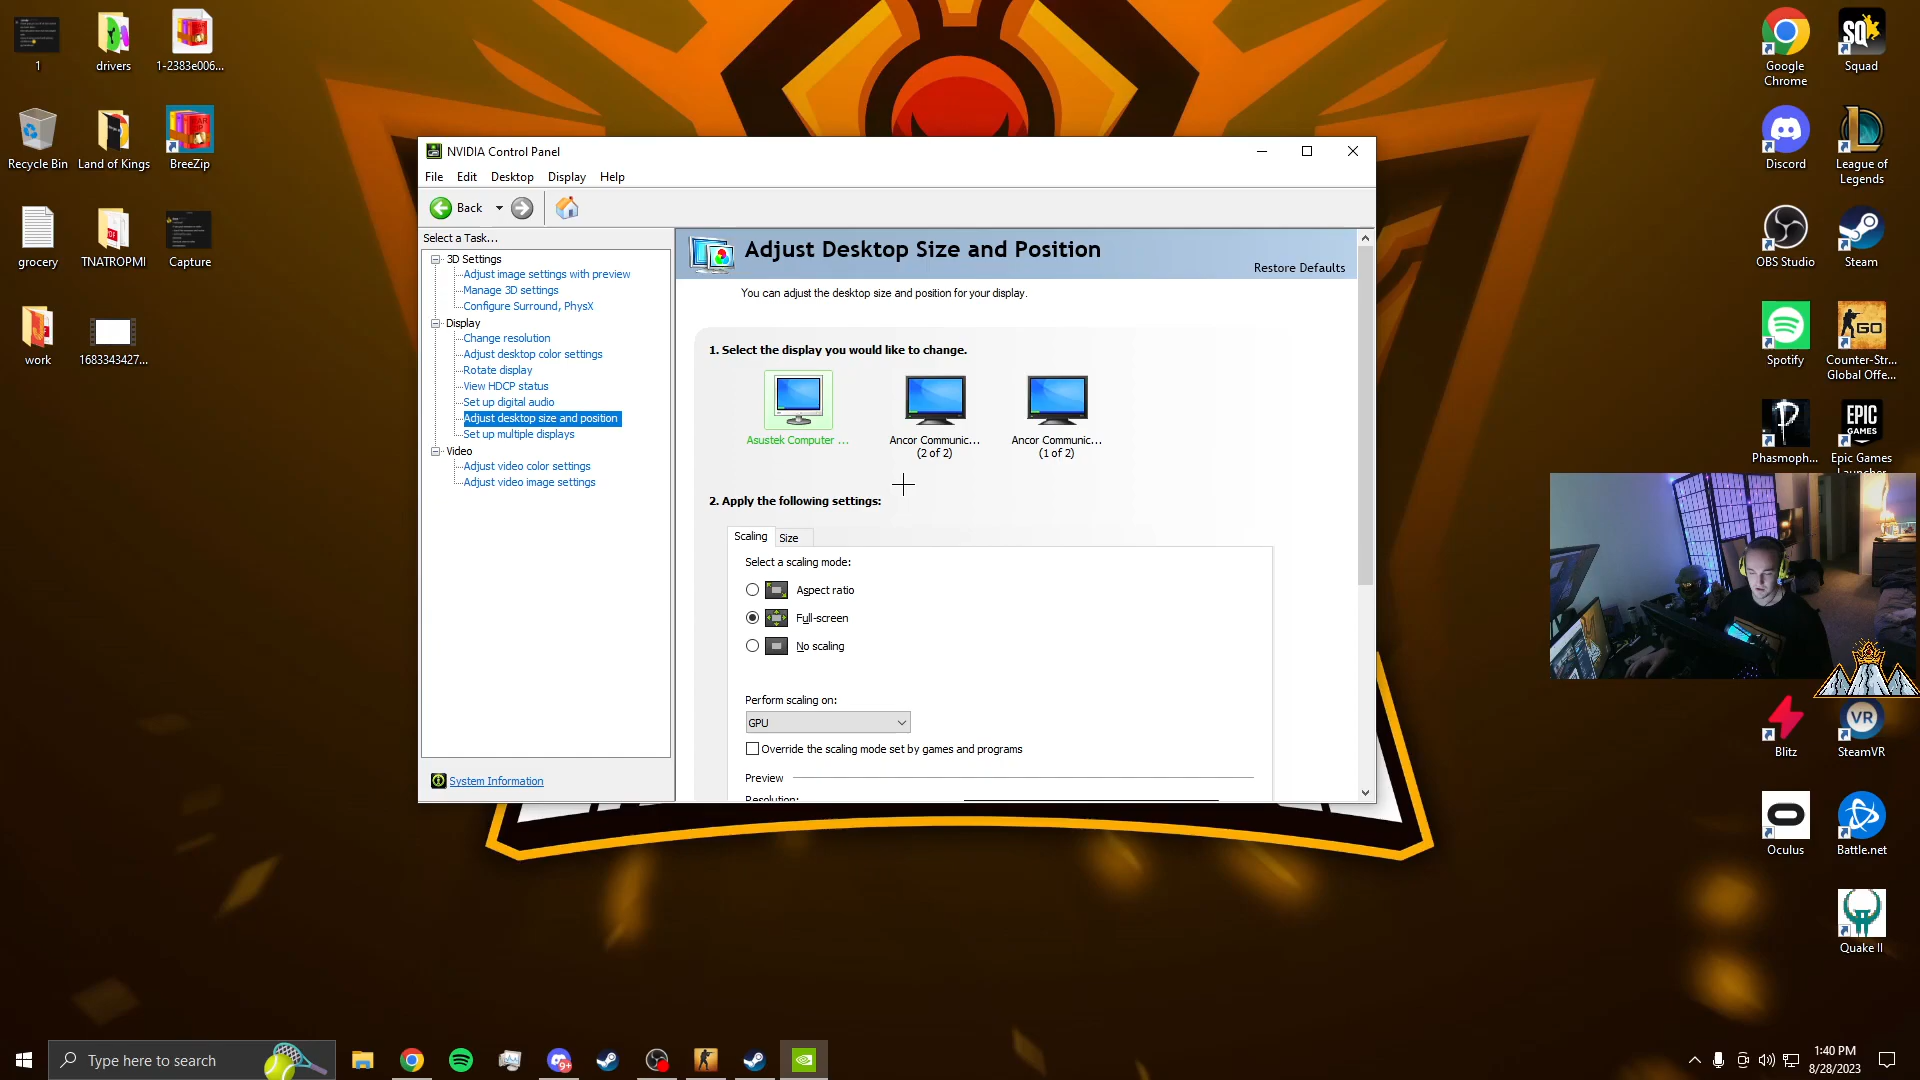 1
drivers
1-2383e006...
Recycle Bin
Land of Kings
BreeZip
grocery
TNATROPMI
Capture
work
1683343427...
NVIDIA Control Panel
File Edit Desktop Display Help
Back
Select a Task...
3D Settings
Adjust image settings with preview
Manage 3D settings
Configure Surround, PhysX
Display
Change resolution
Adjust desktop color settings
Rotate display
View HDCP status
Set up digital audio
Adjust desktop size and position
Set up multiple displays
Video
Adjust video color settings
Adjust video image settings
System Information
Adjust Desktop Size and Position
Restore Defaults
You can adjust the desktop size and position for your display.
1. Select the display you would like to change.
Asustek Computer ...
Ancor Communic...
(2 of 2)
Ancor Communic...
(1 of 2)
2. Apply the following settings:
Scaling
Size
Select a scaling mode:
Aspect ratio
Full-screen
No scaling
Perform scaling on:
GPU
Override the scaling mode set by games and programs
Preview
Resolution:
Google
Chrome
Squad
Discord
League of
Legends
OBS Studio
Steam
Spotify
Counter-Str...
Global Offe...
Phasmoph...
Epic Games
Launcher
Blitz
SteamVR
Oculus
Battle.net
Quake II
SQ
GO
EPIC
GAMES
VR
Type here to search
9+
1:40 PM
8/28/2023